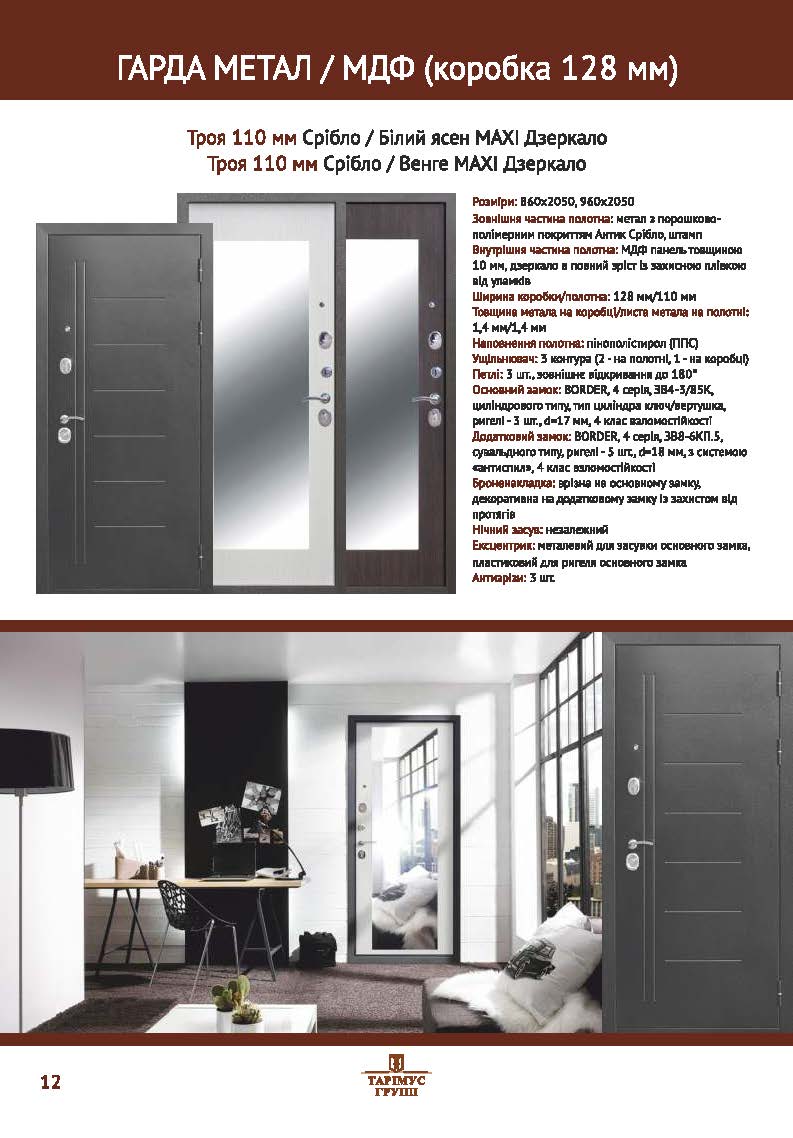 ГАРДА МЕТАЛ / МДФ (коробка 128 мм)
Троя 110 мм Срібло / Білий ясен MAXI Дзеркало
Троя 110 мм Срібло / Венге MAXI Дзеркало
Розміри: 860х2050, 960х2050
Зовнішня частина полотна: метал з порошково-
полімерним покриттям Антик Срібло, штамп
Внутрішня частина полотна: МДФ панель товщиною
10 мм, дзеркало в повний зріст із захисною плівкою
від уламків
Ширина коробки/полотна: 128 мм/110 мм
Товщина метала на коробці/листа метала на полотні:
1,4 мм/1,4 мм
Наповнення полотна: пінополістирол (ППС)
Ущільнювач: 3 контура (2 - на полотні, 1 - на коробці)
Петлі: 3 шт., зовнішнє відкривання до 180°
Основний замок: BORDER, 4 серія, ЗВ4-3/85К,
циліндрового типу, тип циліндра ключ/вертушка,
ригелі - 3 шт., d=17 мм, 4 клас взломостійкості
Додатковий замок: BORDER, 4 серія, ЗВ8-6КП.5,
сувальдного типу, ригелі - 5 шт., d=18 мм, з системою
«антиспил», 4 клас взломостійкості
Броненакладка: врізна на основному замку,
декоративна на додатковому замку із захистом від
протягів
Нічний засув: незалежний
Ексцентрик: металевий для засувки основного замка,
пластиковий для ригеля основного замка
Антизрізи: 3 шт.
12
ТАРІМУС
ГРУПП